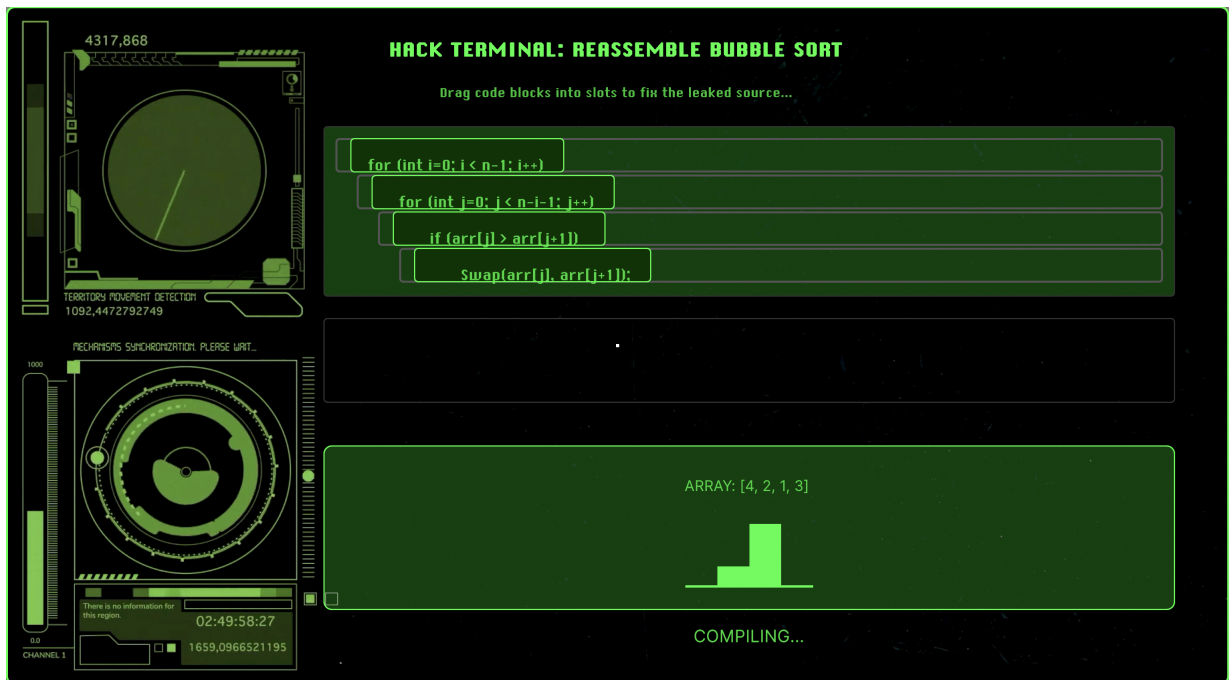 4317,868
HACK TERMINAL: REASSEMBLE BUBBLE SORT
Drag code blocks into slots to fix the leaked source...
for (int i=0; i < n-1; i++)
for (int j=0; j < n-i-1; j++)
if (arr[j] > arr[j+1])
Swap(arr[j], arr[j+1]);
TERRITORY MOVEMENT DETECTION
1092,4472792749
MECHANISMS SYNCHRONIZATION. PLEASE WAIT...
1000
ARRAY: [4, 2, 1, 3]
There is no information for
this region.
02:49:58:27
1659,0966521195
0.0
CHANNEL 1
COMPILING...